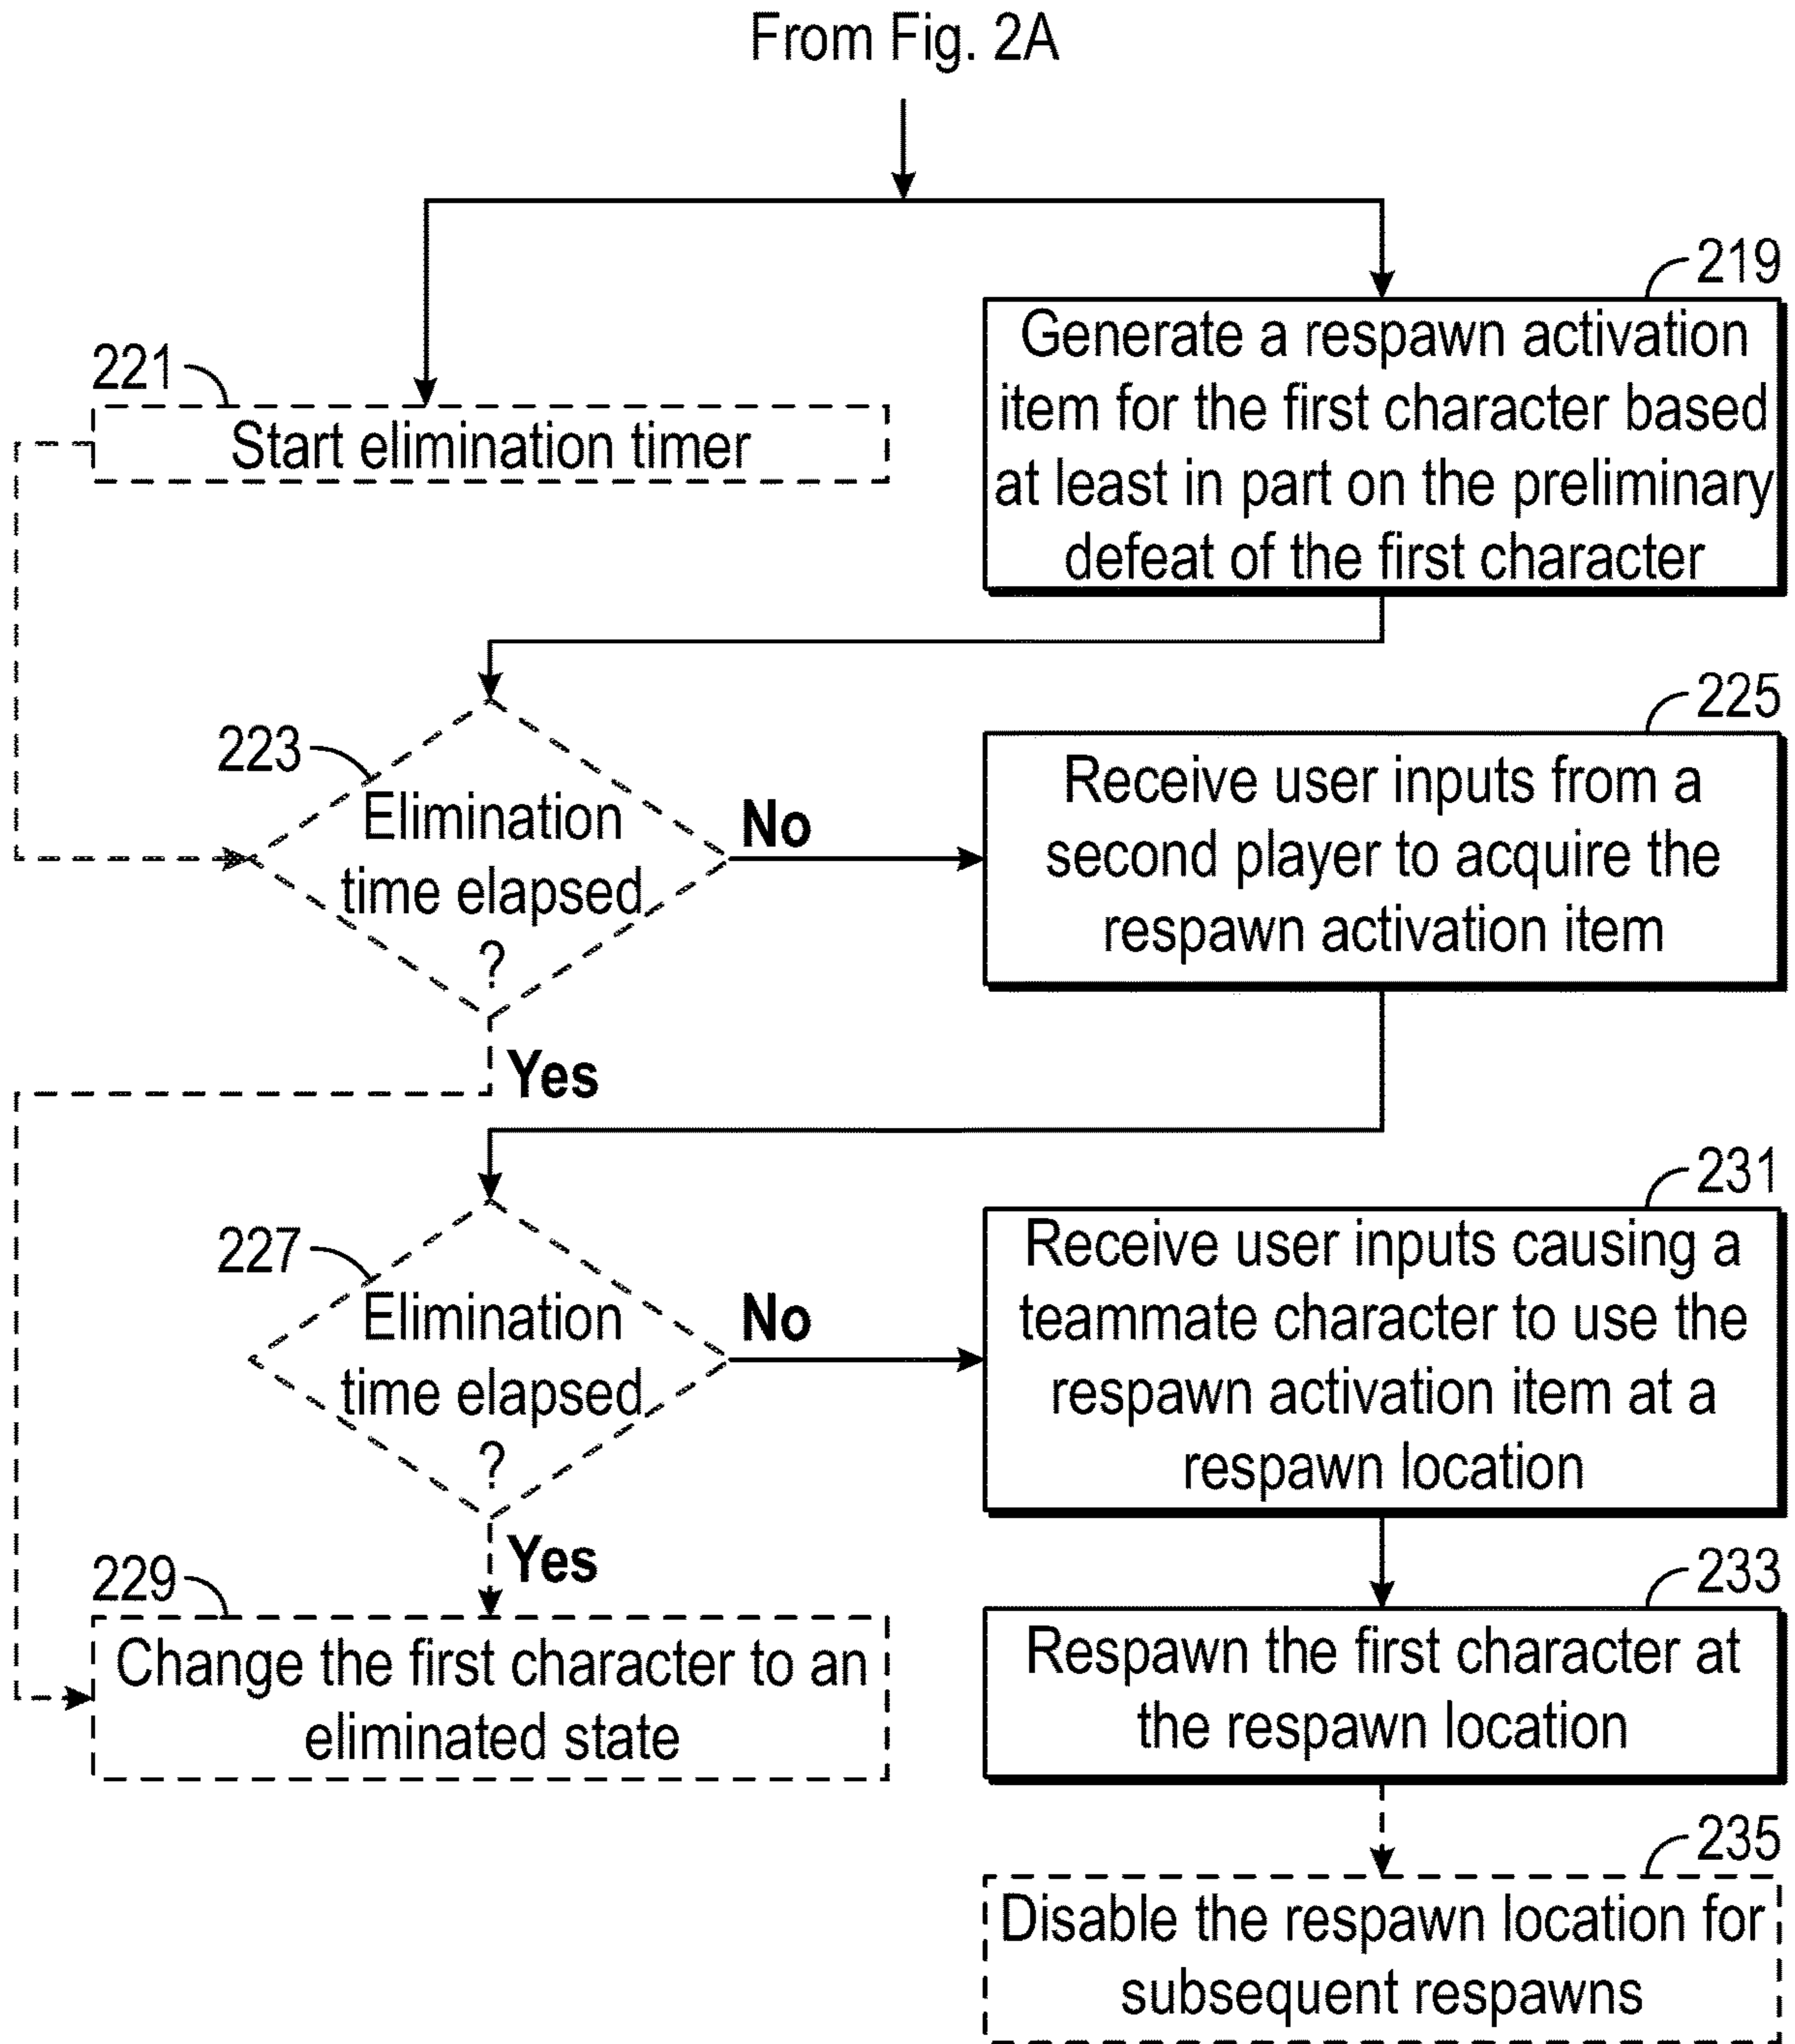 From Fig. 2A
219
Generate a respawn activation
item for the first character based
at least in part on the preliminary
defeat of the first character
221
Start elimination timer
223
Elimination
time elapsed
?
No
Yes
225
Receive user inputs from a
second player to acquire the
respawn activation item
227
Elimination
time elapsed
?
No
Yes
231
Receive user inputs causing a
teammate character to use the
respawn activation item at a
respawn location
229
Change the first character to an
eliminated state
233
Respawn the first character at
the respawn location
235
Disable the respawn location for
subsequent respawns